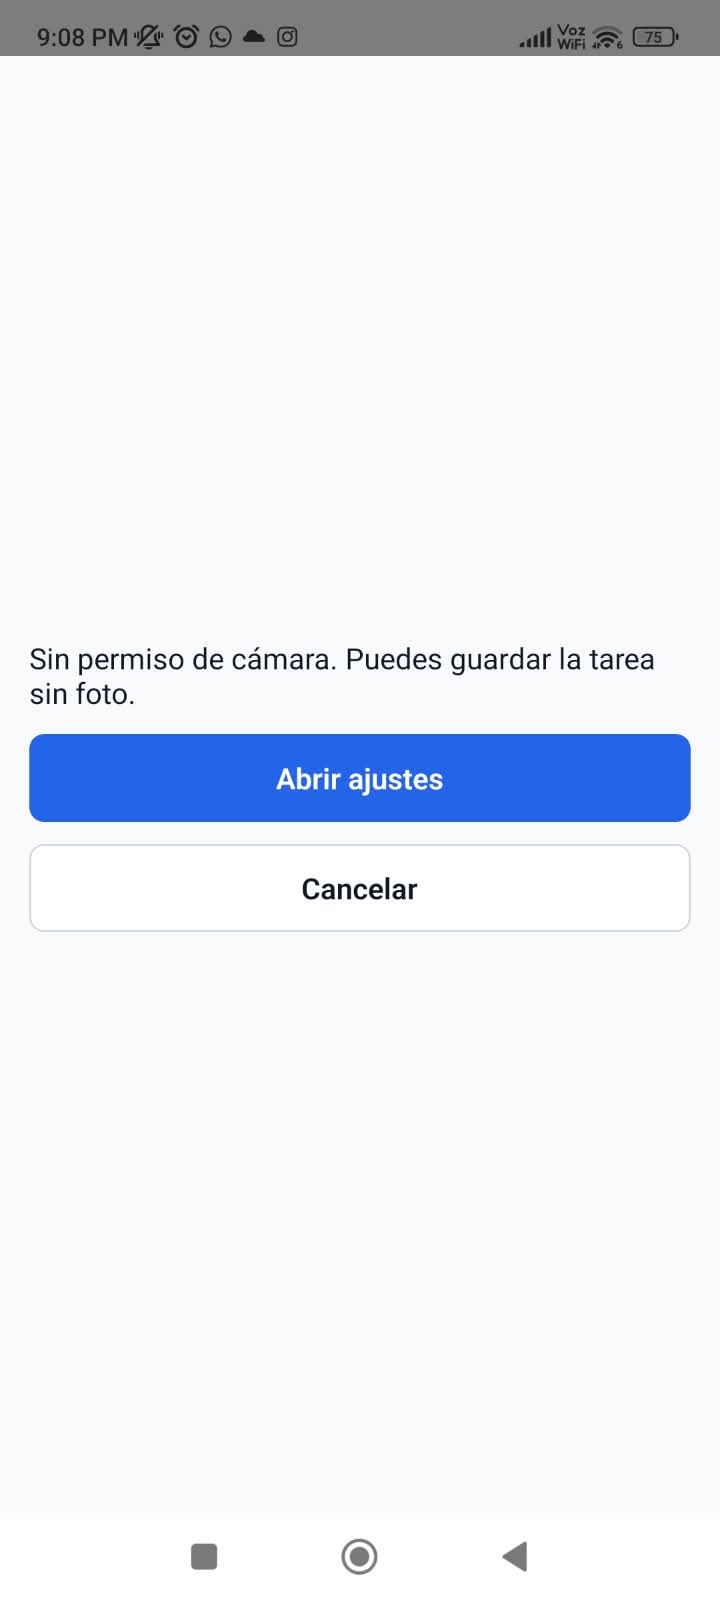 9:08 PM
Voz
WiFi
6
75
Sin permiso de cámara. Puedes guardar la tarea
sin foto.
Abrir ajustes
Cancelar